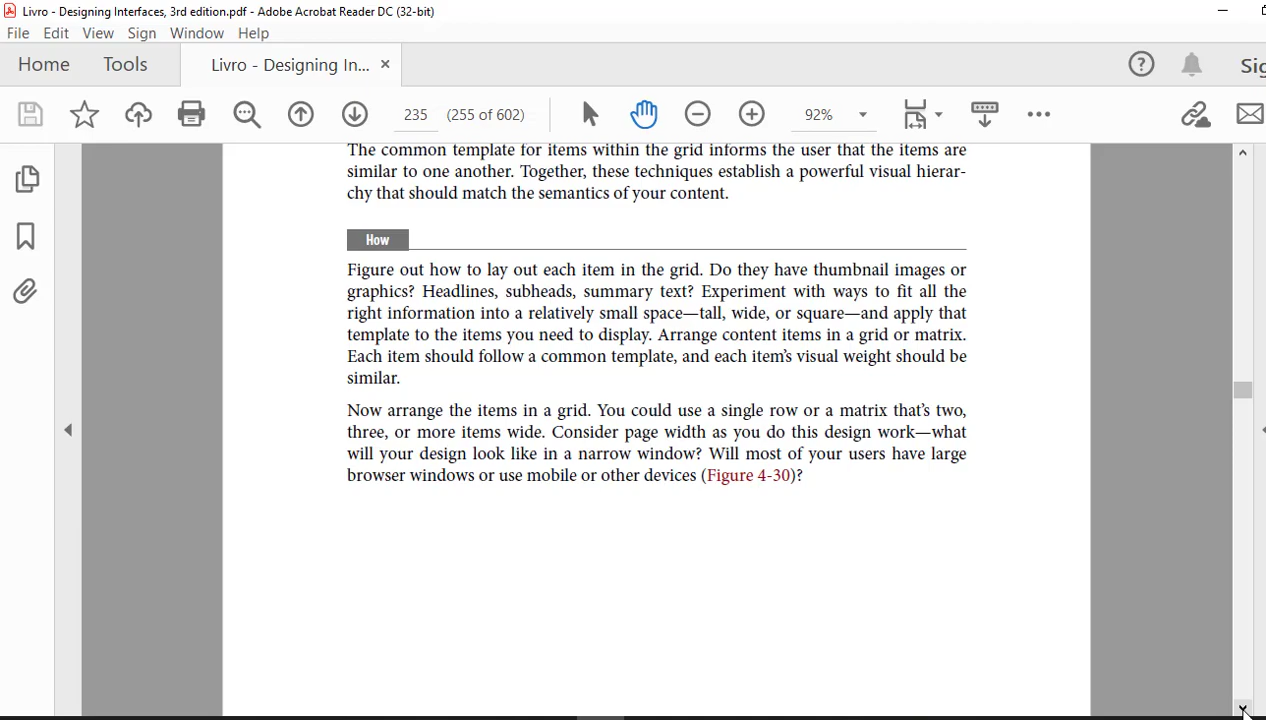 Livro - Designing Interfaces, 3rd edition.pdf - Adobe Acrobat Reader DC (32-bit)
File Edit View Sign Window Help
Home Tools Livro - Designing In... ×
235 (255 of 602) 92%
The common template for items within the grid informs the user that the items are
similar to one another. Together, these techniques establish a powerful visual hierar-
chy that should match the semantics of your content.
How
Figure out how to lay out each item in the grid. Do they have thumbnail images or
graphics? Headlines, subheads, summary text? Experiment with ways to fit all the
right information into a relatively small space—tall, wide, or square—and apply that
template to the items you need to display. Arrange content items in a grid or matrix.
Each item should follow a common template, and each item's visual weight should be
similar.
Now arrange the items in a grid. You could use a single row or a matrix that's two,
three, or more items wide. Consider page width as you do this design work—what
will your design look like in a narrow window? Will most of your users have large
browser windows or use mobile or other devices (Figure 4-30)?